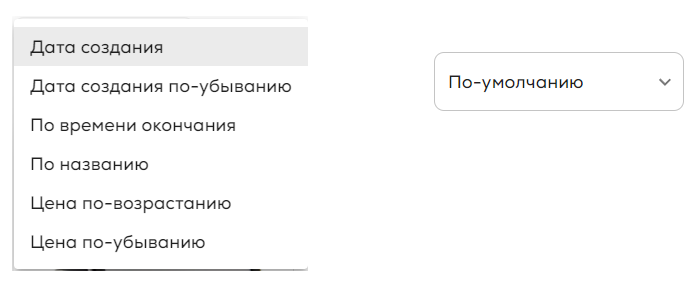 Дата создания
Дата создания по-убыванию
По времени окончания
По названию
Цена по-возрастанию
Цена по-убыванию
По-умолчанию